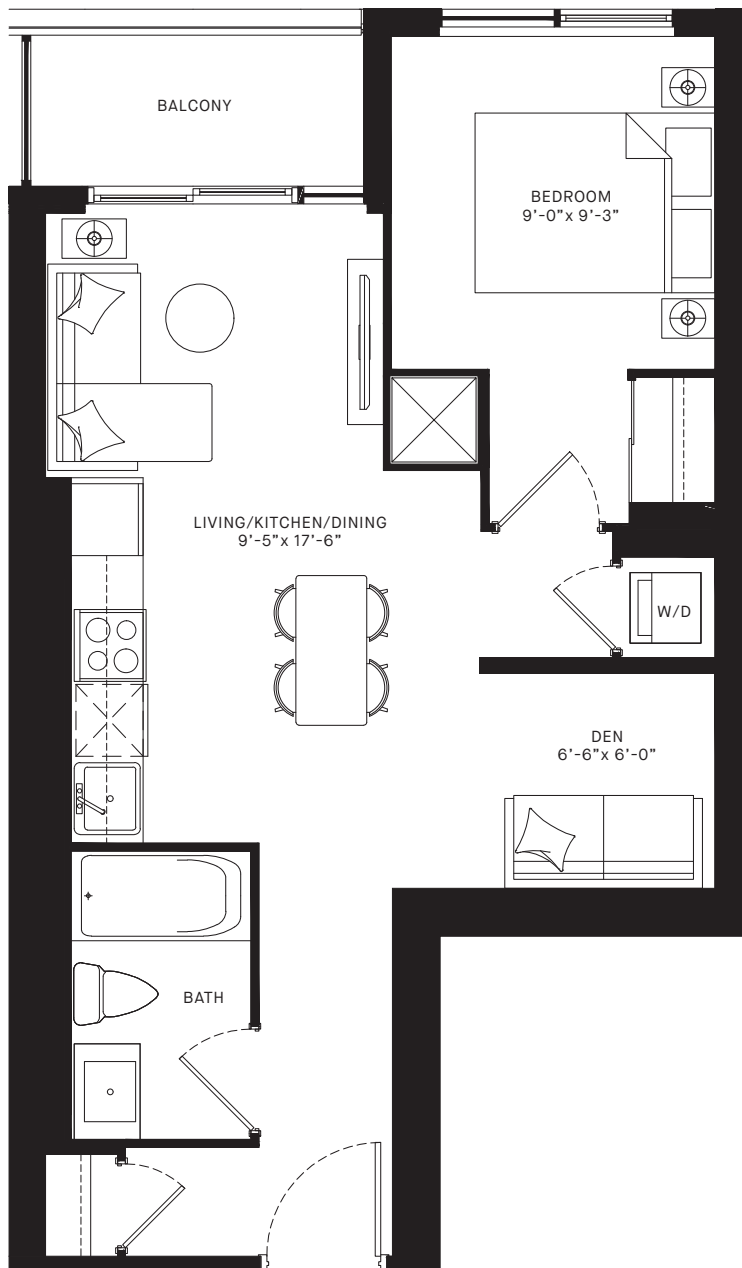 BALCONY
BEDROOM
9’-0”x 9’-3”
LIVING/KITCHEN/DINING
9’-5”x 17’-6”
W/D
DEN
6’-6”x 6’-0”
BATH